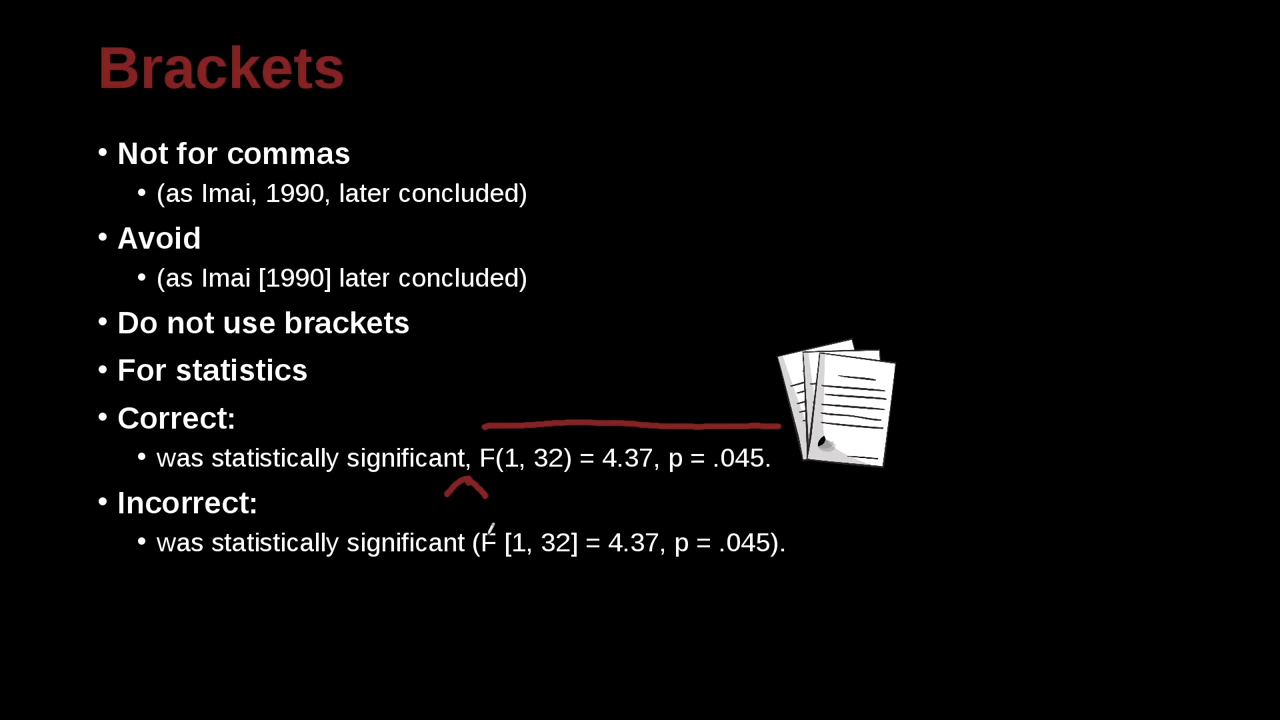 Brackets
• Not for commas
• (as Imai, 1990, later concluded)
• Avoid
• (as Imai [1990] later concluded)
• Do not use brackets
• For statistics
• Correct:
• was statistically significant, F(1, 32) = 4.37, p = .045.
• Incorrect:
• was statistically significant (F [1, 32] = 4.37, p = .045).